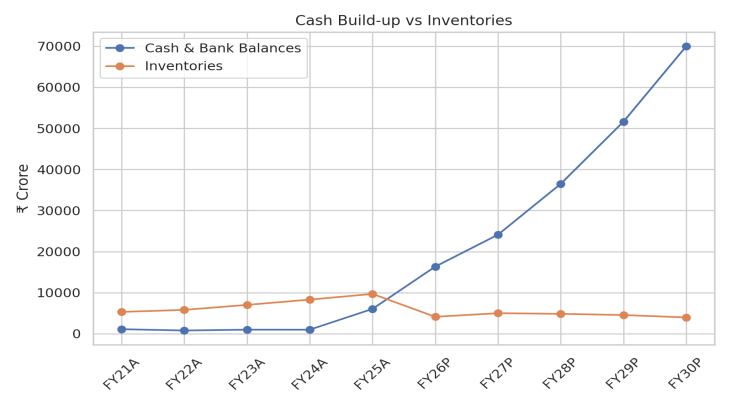 Cash Build-up vs Inventories
Cash & Bank Balances
Inventories
₹ Crore
70000
60000
50000
40000
30000
20000
10000
0
FY21A
FY22A
FY23A
FY24A
FY25A
FY26P
FY27P
FY28P
FY29P
FY30P